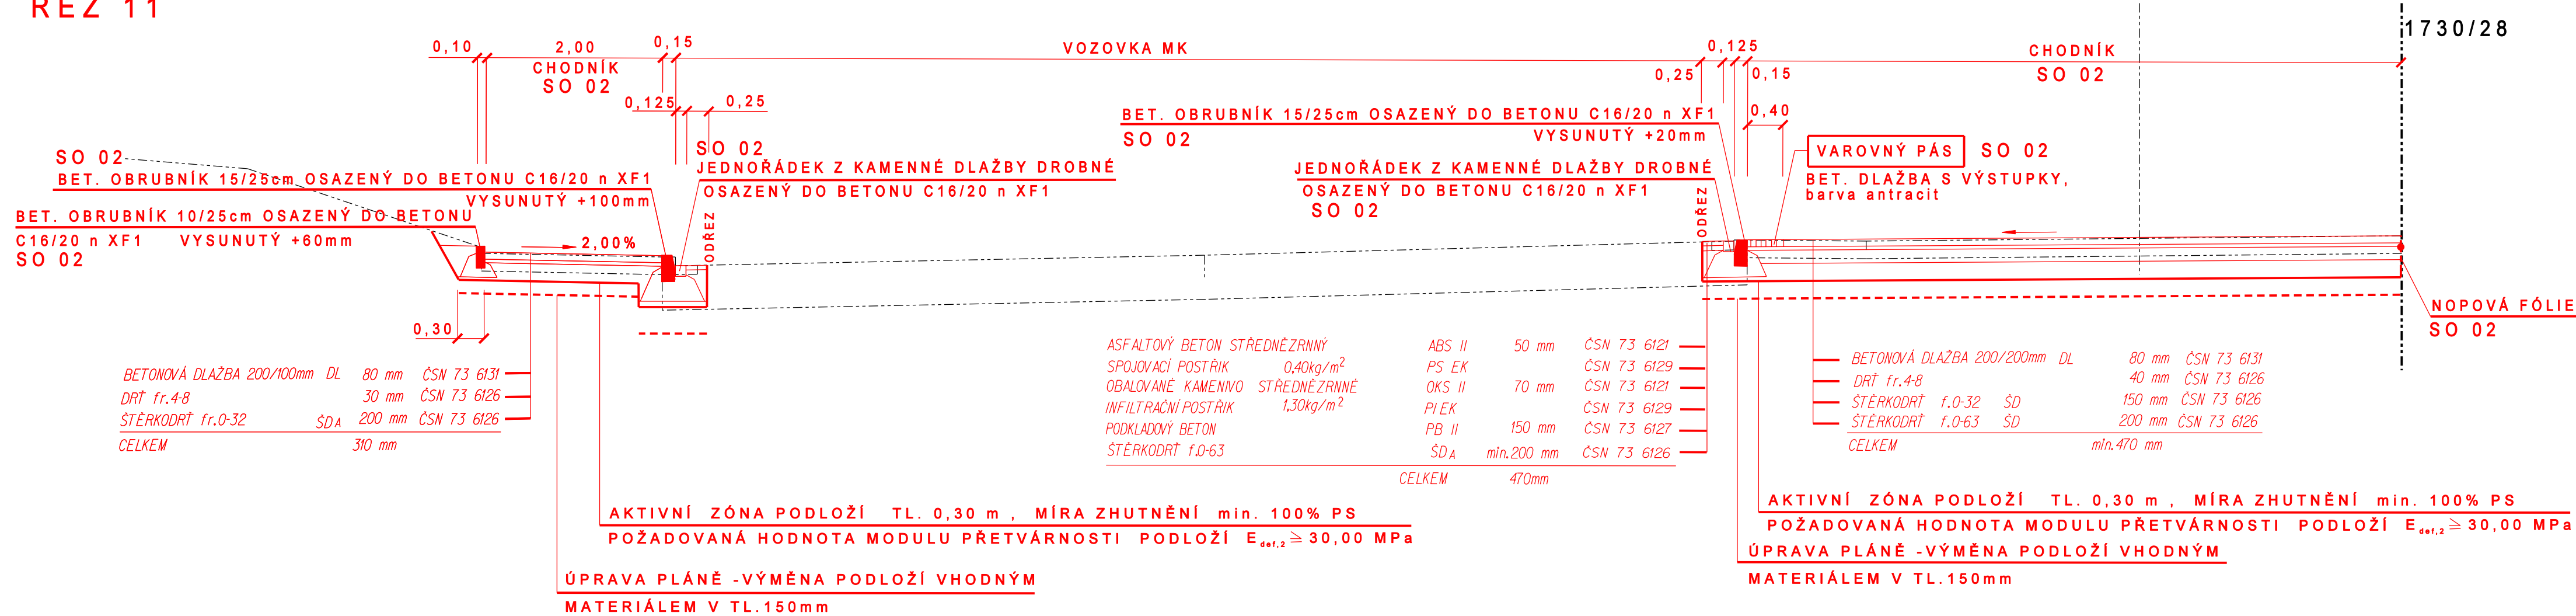 ŘEZ 11
1730/28
0,10
2,00
0,15
VOZOVKA MK
0,125
CHODNÍK
SO 02
CHODNÍK
SO 02
0,25
0,15
0,125
0,25
0,40
BET. OBRUBNÍK 15/25cm OSAZENÝ DO BETONU C16/20 n XF1
SO 02
VYSUNUTÝ +20mm
SO 02
SO 02
VAROVNÝ PÁS SO 02
JEDNOŘÁDEK Z KAMENNÉ DLAŽBY DROBNÉ
OSAZENÝ DO BETONU C16/20 n XF1
JEDNOŘÁDEK Z KAMENNÉ DLAŽBY DROBNÉ
OSAZENÝ DO BETONU C16/20 n XF1
SO 02
BET. DLAŽBA S VÝSTUPKY,
barva antracit
BET. OBRUBNÍK 15/25cm OSAZENÝ DO BETONU C16/20 n XF1
VYSUNUTÝ +100mm
BET. OBRUBNÍK 10/25cm OSAZENÝ DO BETONU
C16/20 n XF1 VYSUNUTÝ +60mm
SO 02
ODŘEZ
ODŘEZ
2,00%
0,30
NOPOVÁ FÓLIE
SO 02
BETONOVÁ DLAŽBA 200/100mm DL 80 mm ČSN 73 6131
DRŤ fr.4-8 30 mm ČSN 73 6126
ŠTĚRKODRŤ fr.0-32 ŠDA 200 mm ČSN 73 6126
CELKEM 310 mm
ASFALTOVÝ BETON STŘEDNĚZRNNÝ ABS II 50 mm ČSN 73 6121
SPOJOVACÍ POSTŘIK 0,40kg/m² PS EK ČSN 73 6129
OBALOVANÉ KAMENIVO STŘEDNĚZRNNÉ OKS II 70 mm ČSN 73 6121
INFILTRAČNÍ POSTŘIK 1,30kg/m² PI EK ČSN 73 6129
PODKLADOVÝ BETON PB II 150 mm ČSN 73 6127
ŠTĚRKODRŤ f.0-63 ŠDA min.200 mm ČSN 73 6126
CELKEM 470mm
BETONOVÁ DLAŽBA 200/200mm DL 80 mm ČSN 73 6131
DRŤ fr.4-8 40 mm ČSN 73 6126
ŠTĚRKODRŤ f.0-32 ŠD 150 mm ČSN 73 6126
ŠTĚRKODRŤ f.0-63 ŠD 200 mm ČSN 73 6126
CELKEM min.470 mm
AKTIVNÍ ZÓNA PODLOŽÍ TL. 0,30 m , MÍRA ZHUTNĚNÍ min. 100% PS
POŽADOVANÁ HODNOTA MODULU PŘETVÁRNOSTI PODLOŽÍ Edef,2 ≧ 30,00 MPa
ÚPRAVA PLÁNĚ -VÝMĚNA PODLOŽÍ VHODNÝM
MATERIÁLEM V TL.150mm
AKTIVNÍ ZÓNA PODLOŽÍ TL. 0,30 m , MÍRA ZHUTNĚNÍ min. 100% PS
POŽADOVANÁ HODNOTA MODULU PŘETVÁRNOSTI PODLOŽÍ Edef,2 ≧ 30,00 MPa
ÚPRAVA PLÁNĚ -VÝMĚNA PODLOŽÍ VHODNÝM
MATERIÁLEM V TL.150mm